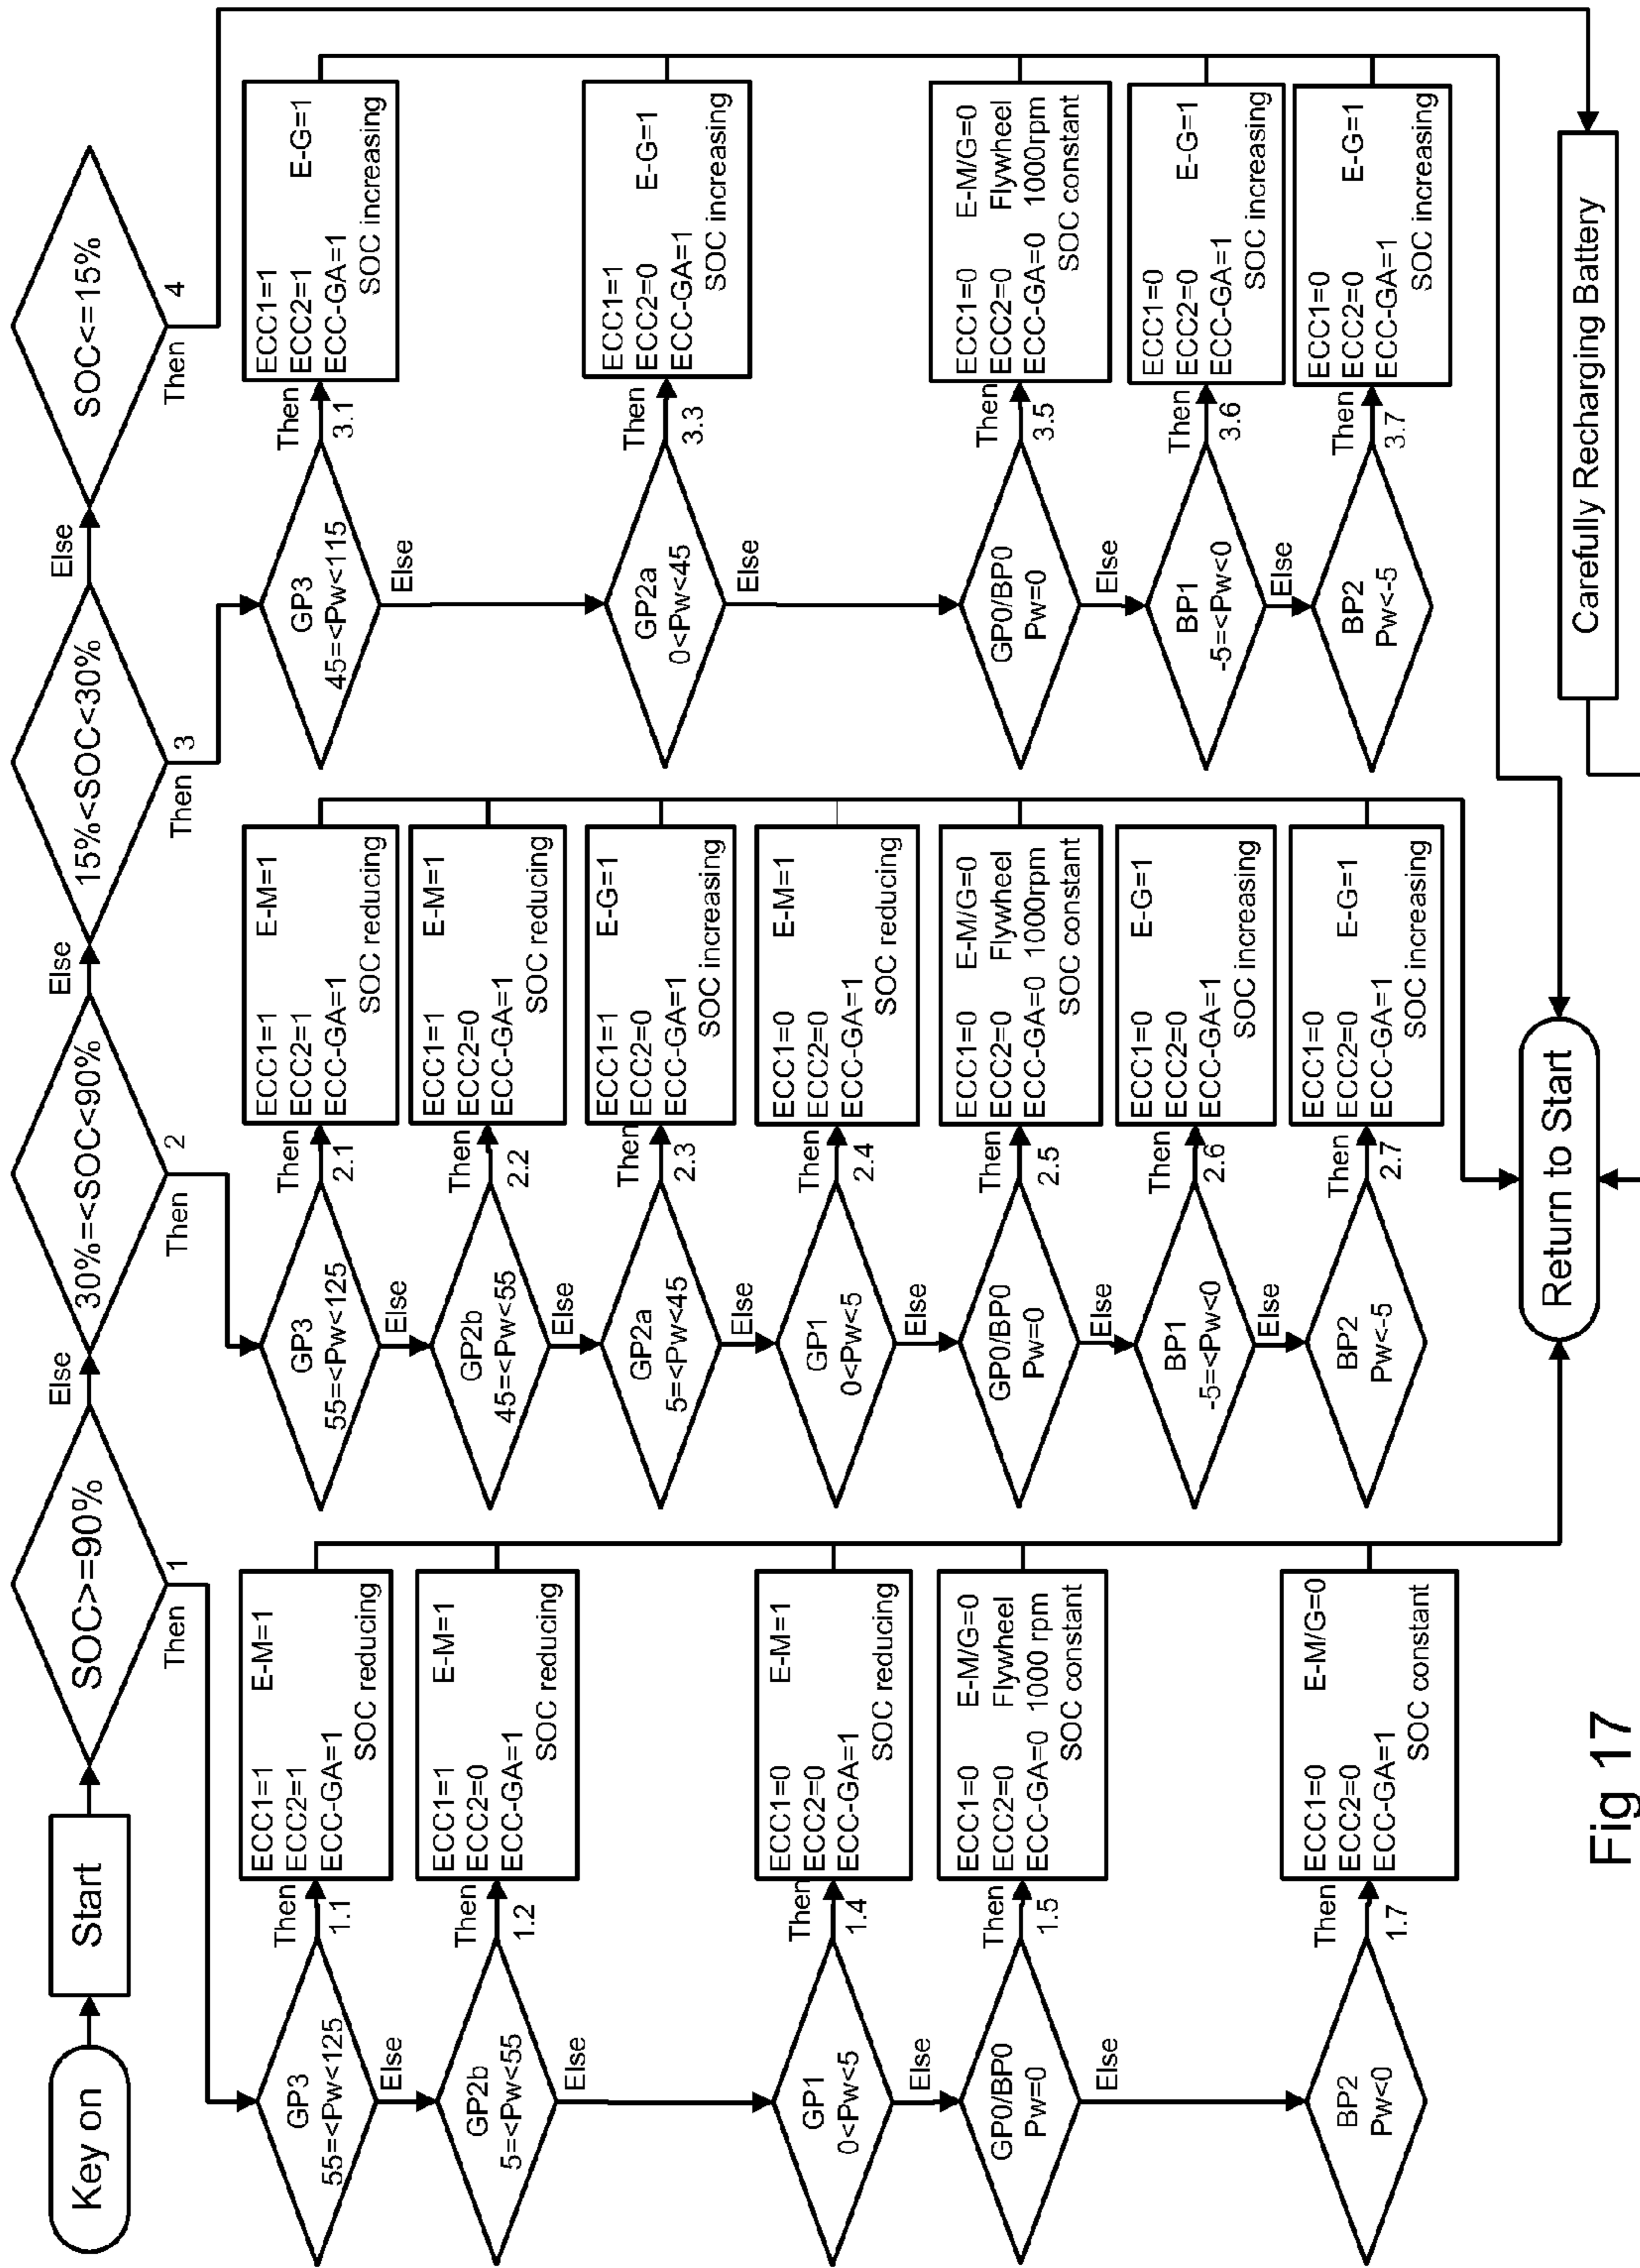 Key on
Start
SOC>=90%
Else
30%=<SOC<90%
Else
15%<SOC<30%
Else
SOC<=15%
Then 1
Then 2
Then 3
Then 4
GP3
55=<Pw<125
Then
1.1
ECC1=1 E-M=1
ECC2=1
ECC-GA=1
SOC reducing
Else
GP2b
5=<Pw<55
Then
1.2
ECC1=1 E-M=1
ECC2=0
ECC-GA=1
SOC reducing
Else
GP1
0<Pw<5
Then
1.4
ECC1=0 E-M=1
ECC2=0
ECC-GA=1
SOC reducing
Else
GP0/BP0
Pw=0
Then
1.5
ECC1=0 E-M/G=0
ECC2=0 Flywheel
ECC-GA=0 1000 rpm
SOC constant
Else
BP2
Pw<0
Then
1.7
ECC1=0 E-M/G=0
ECC2=0
ECC-GA=1
SOC constant
GP3
55=<Pw<125
Then
2.1
ECC1=1 E-M=1
ECC2=1
ECC-GA=1
SOC reducing
Else
GP2b
45=<Pw<55
Then
2.2
ECC1=1 E-M=1
ECC2=0
ECC-GA=1
SOC reducing
Else
GP2a
5=<Pw<45
Then
2.3
ECC1=1 E-G=1
ECC2=0
ECC-GA=1
SOC increasing
Else
GP1
0<Pw<5
Then
2.4
ECC1=0 E-M=1
ECC2=0
ECC-GA=1
SOC reducing
Else
GP0/BP0
Pw=0
Then
2.5
ECC1=0 E-M/G=0
ECC2=0 Flywheel
ECC-GA=0 1000rpm
SOC constant
Else
BP1
-5=<Pw<0
Then
2.6
ECC1=0 E-G=1
ECC2=0
ECC-GA=1
SOC increasing
Else
BP2
Pw<-5
Then
2.7
ECC1=0
ECC2=0 E-G=1
ECC-GA=1
SOC increasing
GP3
45=<Pw<115
Then
3.1
ECC1=1
ECC2=1 E-G=1
ECC-GA=1
SOC increasing
Else
GP2a
0<Pw<45
Then
3.3
ECC1=1
ECC2=0 E-G=1
ECC-GA=1
SOC increasing
Else
GP0/BP0
Pw=0
Then
3.5
ECC1=0 E-M/G=0
ECC2=0 Flywheel
ECC-GA=0 1000rpm
SOC constant
Else
BP1
-5=<Pw<0
Then
3.6
ECC1=0
ECC2=0 E-G=1
ECC-GA=1
SOC increasing
Else
BP2
Pw<-5
Then
3.7
ECC1=0
ECC2=0 E-G=1
ECC-GA=1
SOC increasing
Return to Start
Carefully Recharging Battery
Fig 17